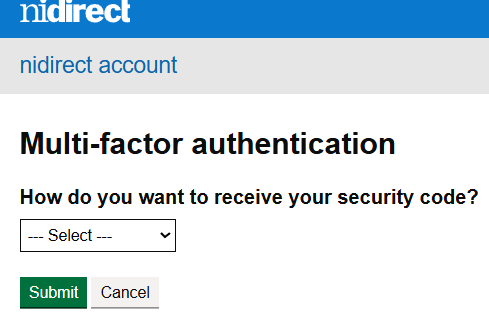 nidirect
nidirect account
Multi-factor authentication
How do you want to receive your security code?
--- Select ---
Submit Cancel